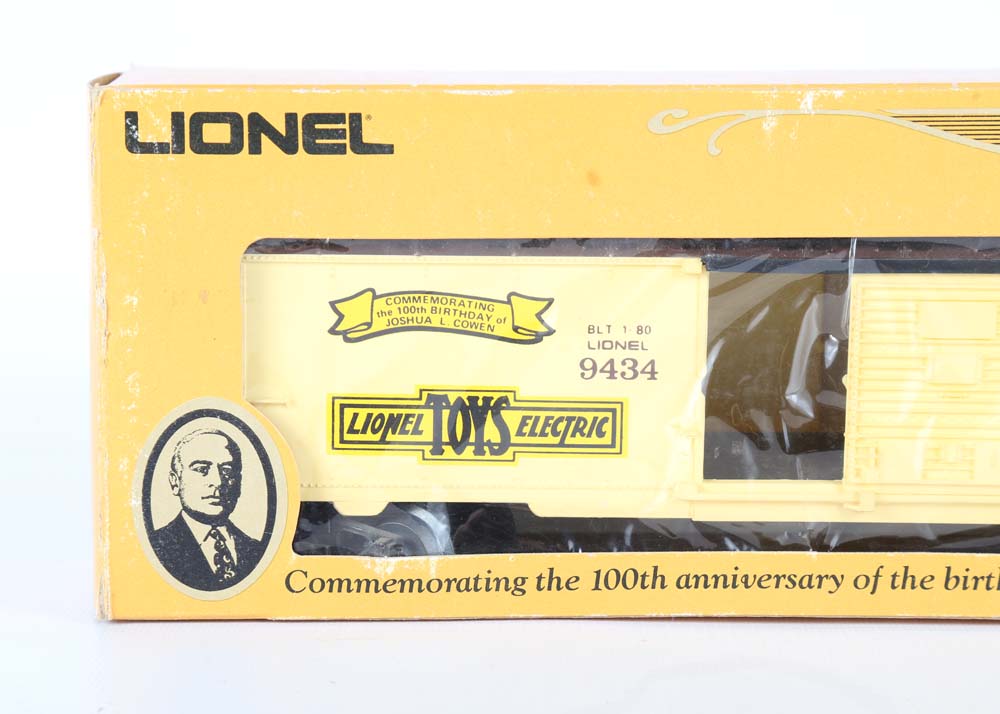 LIONEL
COMMEMORATING
the 100th BIRTHDAY of
JOSHUA L. COWEN
BLT 1 80
LIONEL
9434
LIONEL TOYS ELECTRIC
Commemorating the 100th anniversary of the birth